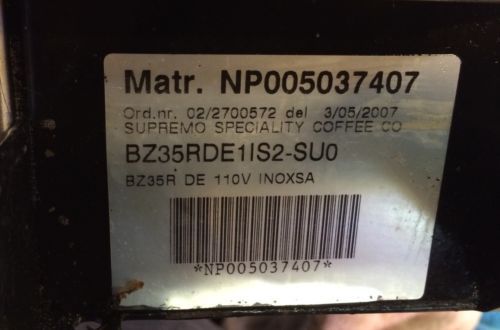 Matr. NP005037407
Ord.nr. 02/2700572 del 3/05/2007
SUPREMO SPECIALITY COFFEE CO
BZ35RDE1IS2-SU0
BZ35R DE 110V INOXSA
*NP005037407*